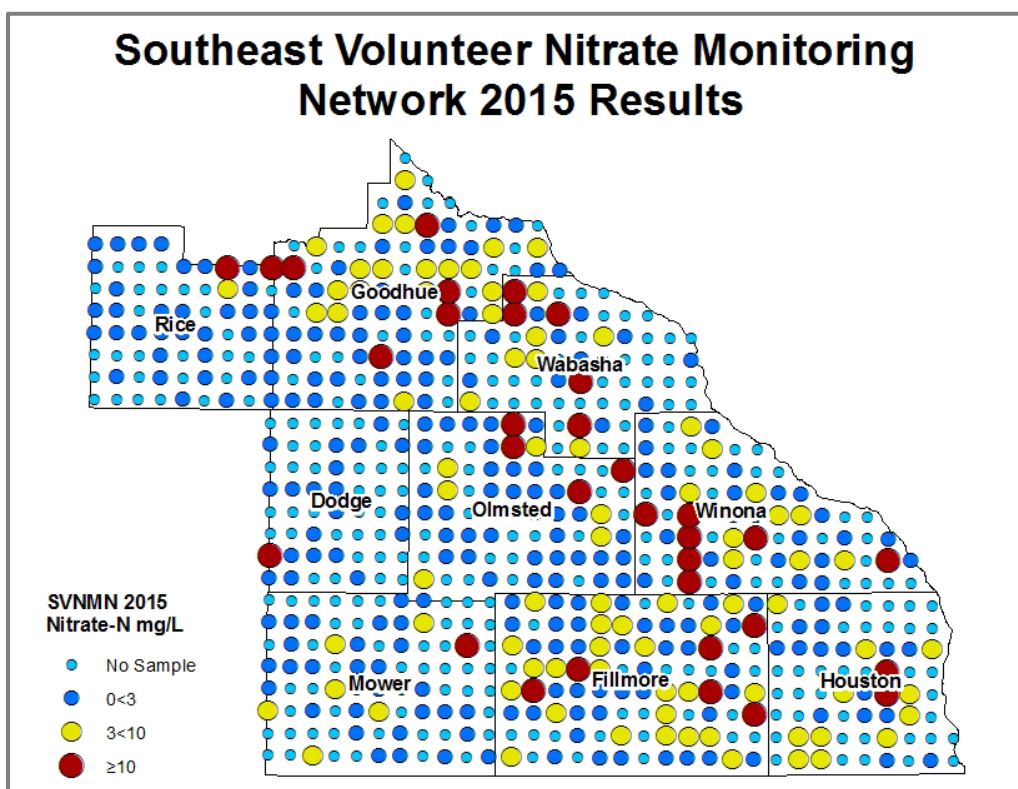 Southeast Volunteer Nitrate Monitoring
Network 2015 Results
Goodhue
Rice
Wabasha
Dodge
Olmsted
Winona
SVNMN 2015
Nitrate-N mg/L
No Sample
0<3
3<10
≥10
Mower
Fillmore
Houston